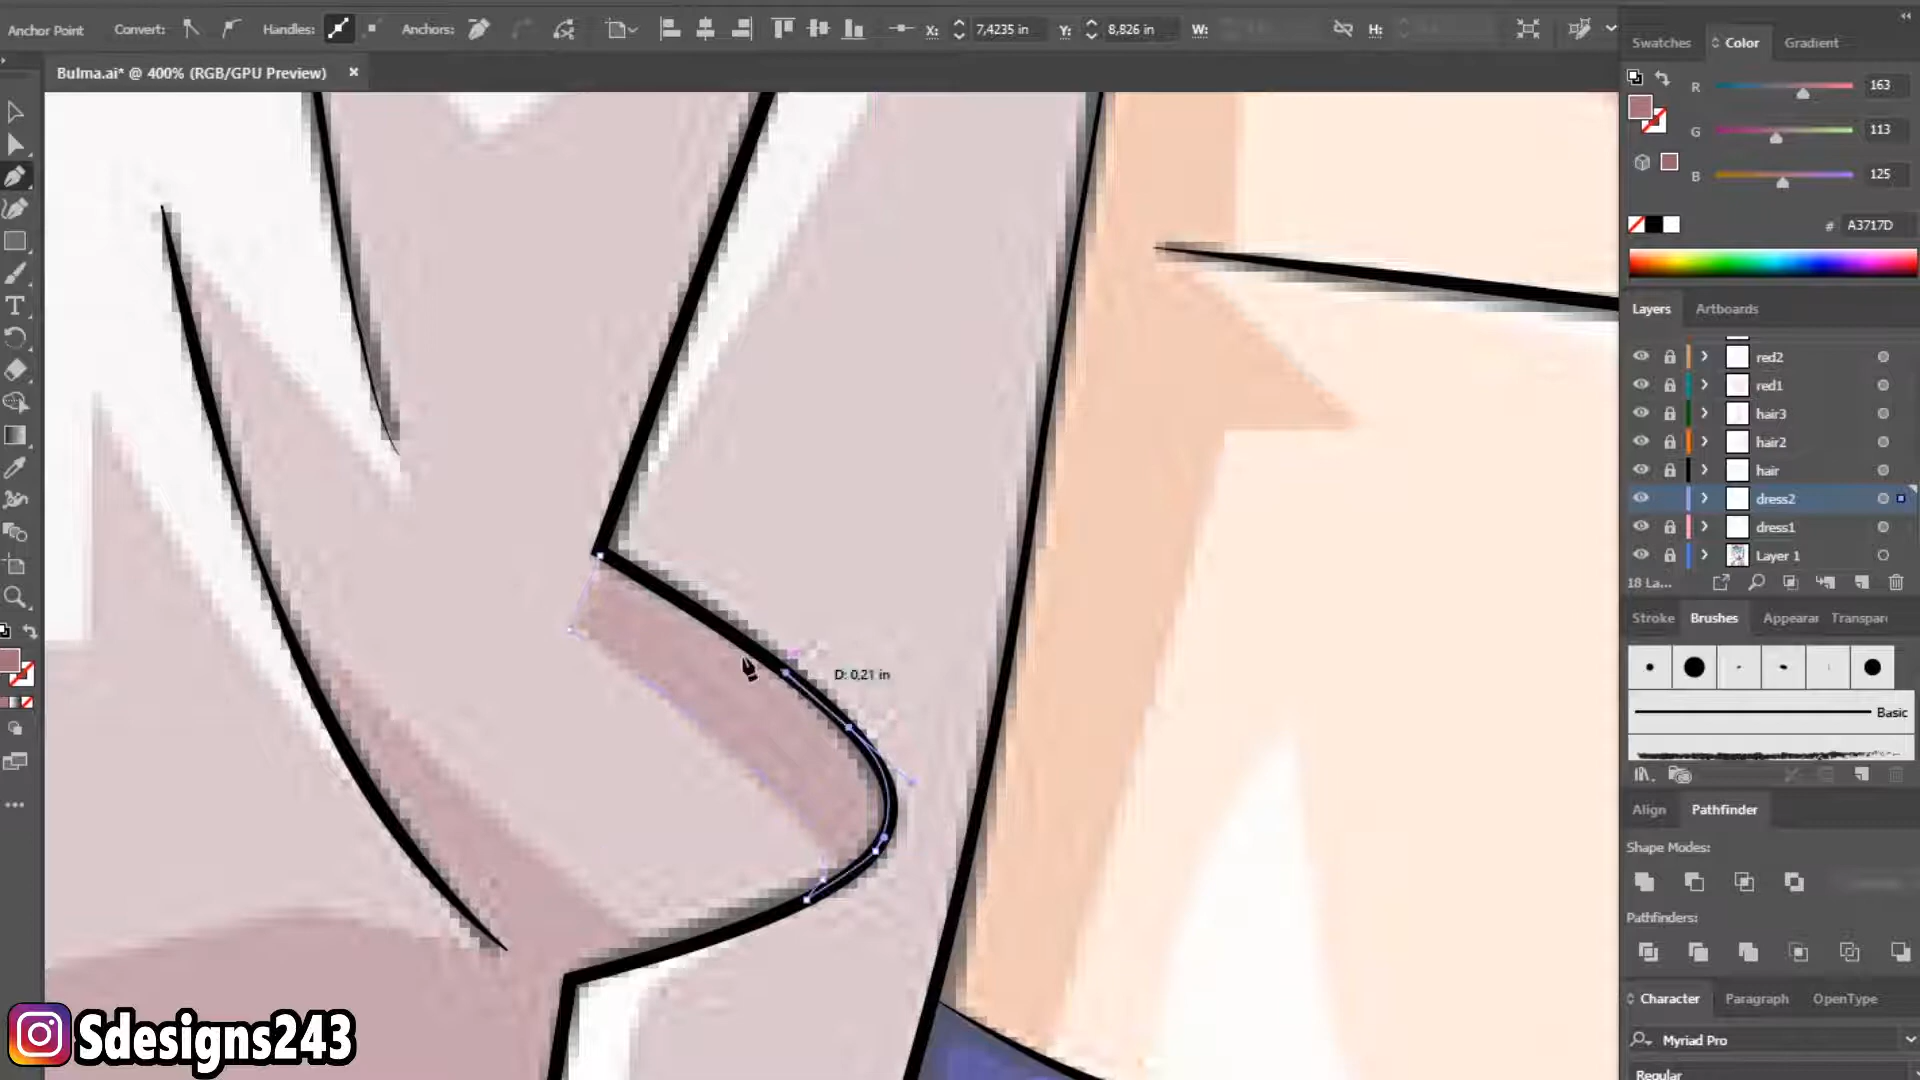 Anchor Point Convert: Handles: Anchors: X: 7,4235 in Y: 8,826 in W: H:
Bulma.ai* @ 400% (RGB/GPU Preview) ×
Swatches Color Gradient
R 163
G 113
B 125
# A3717D
Layers Artboards
red2
red1
hair3
hair2
hair
dress2
dress1
Layer 1
18 La...
Stroke Brushes Appear Transpar
Basic
Align Pathfinder
Shape Modes:
Pathfinders:
Character Paragraph OpenType
Myriad Pro
Regular
D: 0,21 in
Sdesigns243